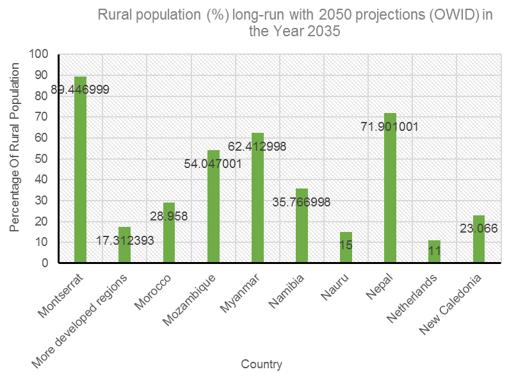 Rural population (%) long-run with 2050 projections (OWID) in
the Year 2035
Percentage Of Rural Population
100
90
80
70
60
50
40
30
20
10
0
89.446999
17.312393
28.958
54.047001
62.412998
35.766998
15
71.901001
11
23.066
Montserrat
More developed regions
Morocco
Mozambique
Myanmar
Namibia
Nauru
Nepal
Netherlands
New Caledonia
Country